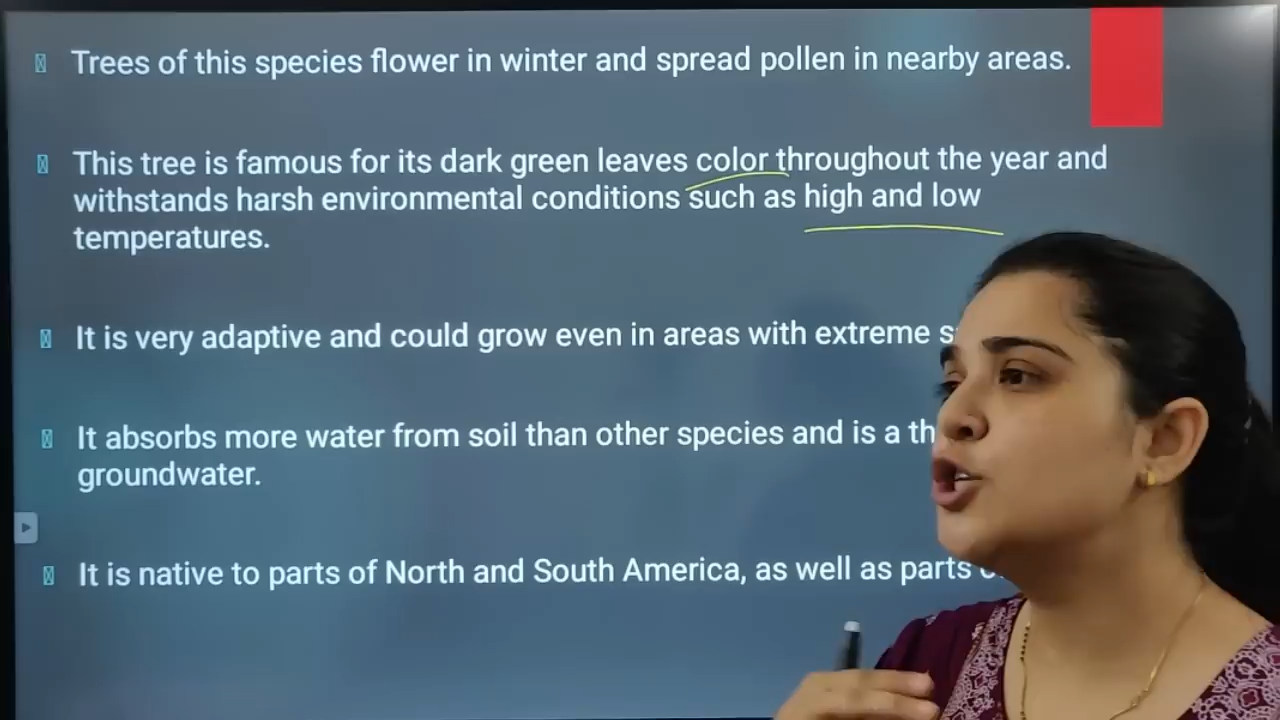 Trees of this species flower in winter and spread pollen in nearby areas.
This tree is famous for its dark green leaves color throughout the year and
withstands harsh environmental conditions such as high and low
temperatures.
It is very adaptive and could grow even in areas with extreme
It absorbs more water from soil than other species and is a
groundwater.
It is native to parts of North and South America, as well as parts